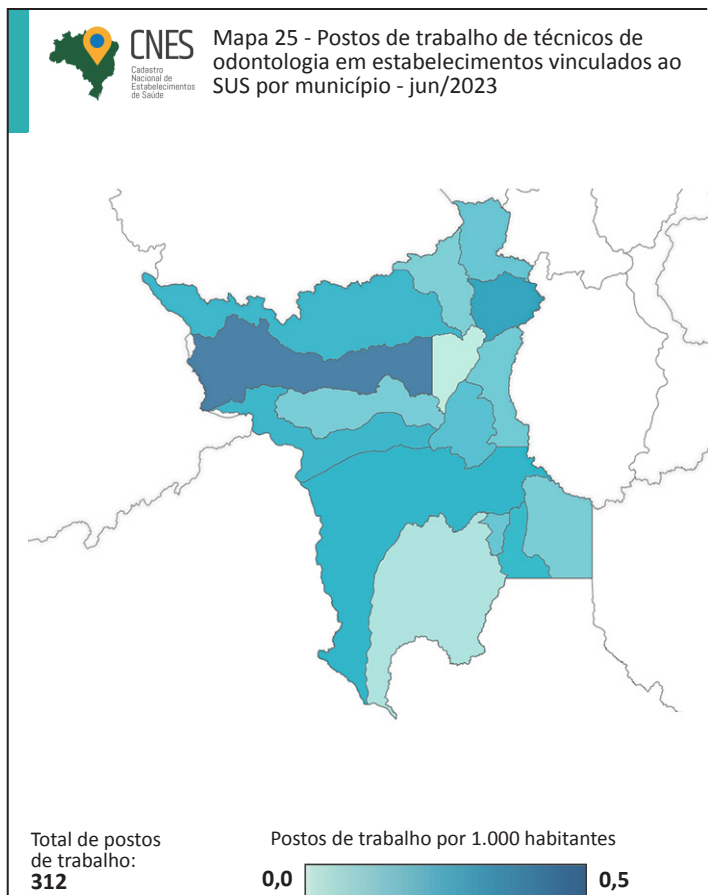 CNES
Cadastro
Nacional de
Estabelecimentos
de Saúde
Mapa 25 - Postos de trabalho de técnicos de
odontologia em estabelecimentos vinculados ao
SUS por município - jun/2023
Total de postos
de trabalho:
312
Postos de trabalho por 1.000 habitantes
0,0
0,5